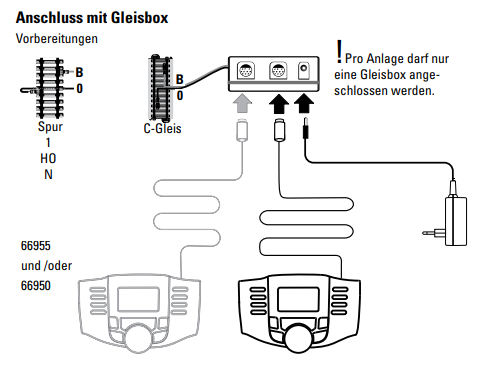 Anschluss mit Gleisbox
Vorbereitungen
B
0
Spur
1
HO
N
B
0
C-Gleis
! Pro Anlage darf nur
eine Gleisbox ange-
schlossen werden.
66955
und /oder
66950